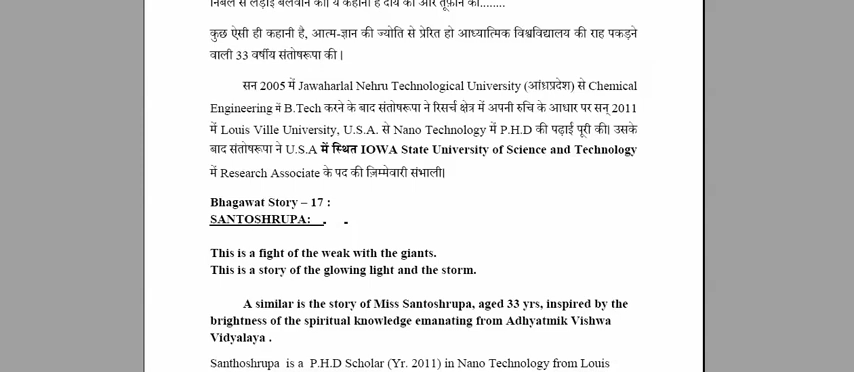 निर्बल से लड़ाई बलवान की। ये कहानी है दीये की और तूफ़ान की........
कुछ ऐसी ही कहानी है, आत्म-ज्ञान की ज्योति से प्रेरित हो आध्यात्मिक विश्वविद्यालय की राह पकड़ने
वाली 33 वर्षीय संतोषरूपा की |
सन 2005 में Jawaharlal Nehru Technological University (आंध्रप्रदेश) से Chemical
Engineering में B.Tech करने के बाद संतोषरूपा ने रिसर्च क्षेत्र में अपनी रुचि के आधार पर सन् 2011
में Louis Ville University, U.S.A. से Nano Technology में P.H.D की पढ़ाई पूरी की| उसके
बाद संतोषरूपा ने U.S.A में स्थित IOWA State University of Science and Technology
में Research Associate के पद की ज़िम्मेवारी संभाली|
Bhagawat Story – 17 :
SANTOSHRUPA: . -
This is a fight of the weak with the giants.
This is a story of the glowing light and the storm.
A similar is the story of Miss Santoshrupa, aged 33 yrs, inspired by the
brightness of the spiritual knowledge emanating from Adhyatmik Vishwa
Vidyalaya .
Santhoshrupa is a P.H.D Scholar (Yr. 2011) in Nano Technology from Louis